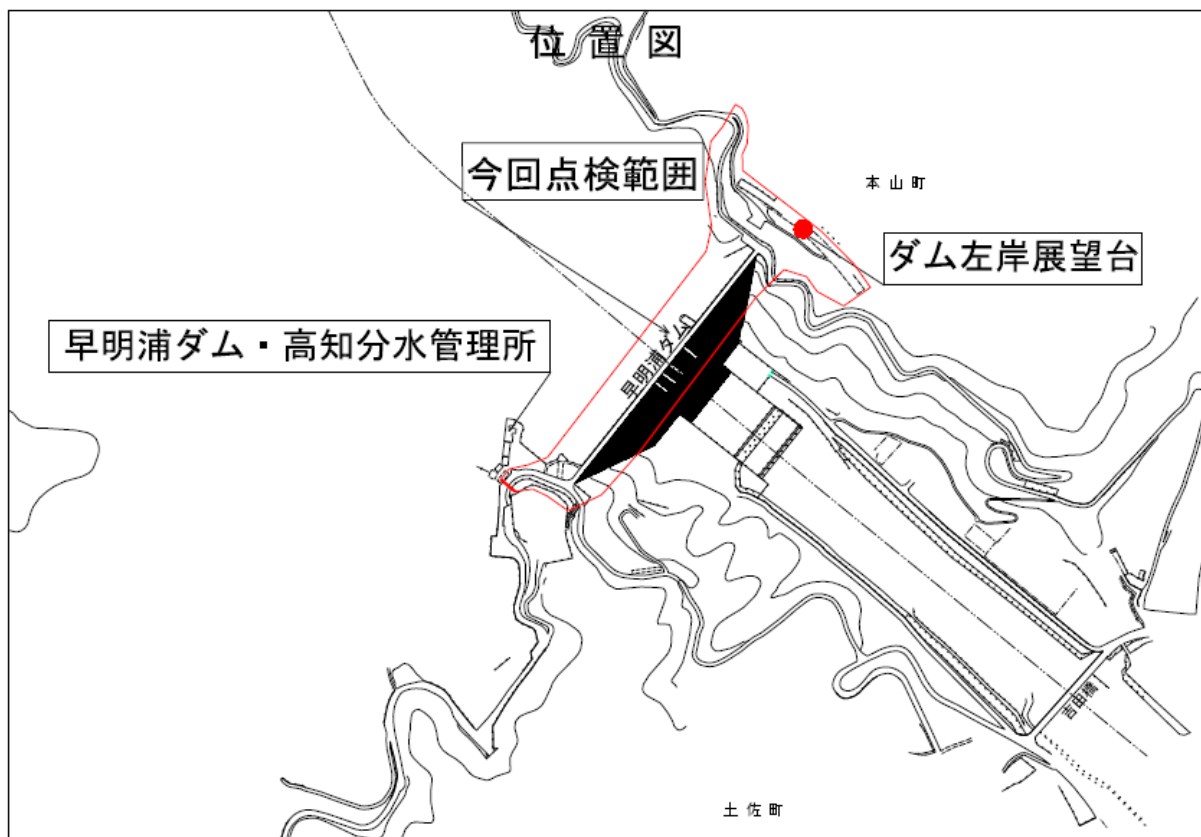 位置図
今回点検範囲
本山町
ダム左岸展望台
早明浦ダム・高知分水管理所
早明浦ダム
吉田橋
土佐町